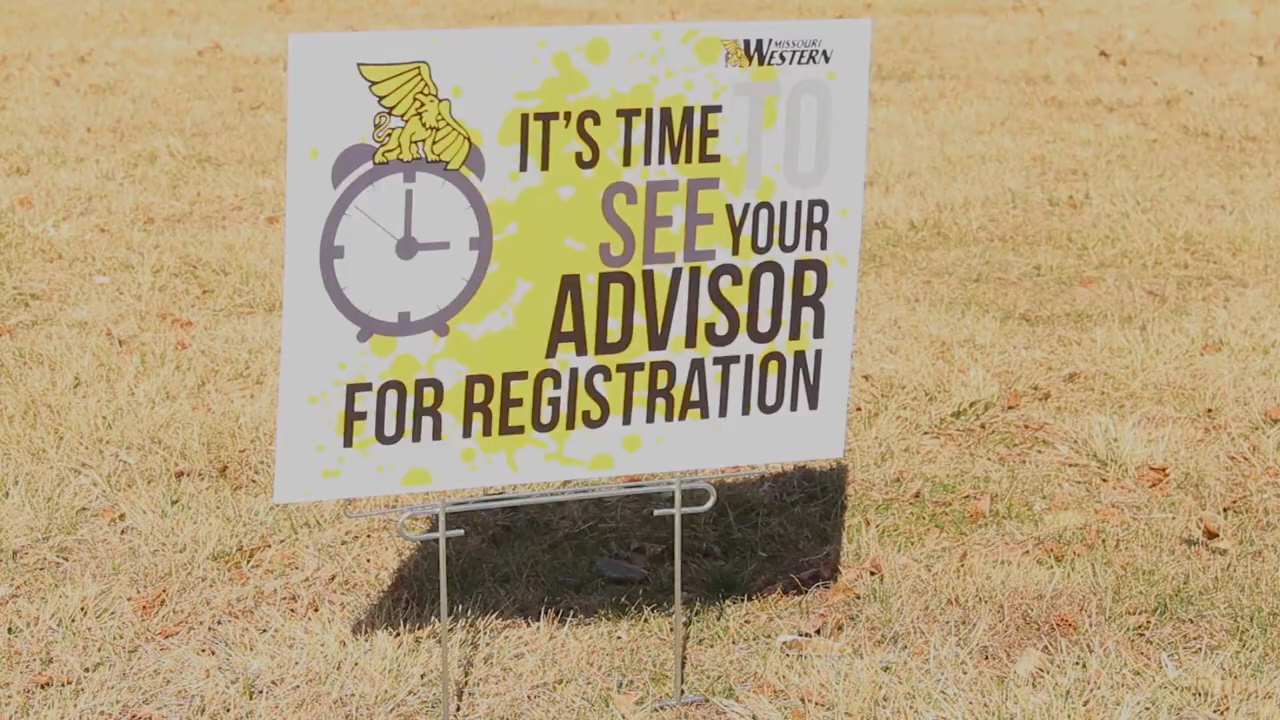 MISSOURI
WESTERN
IT'S TIME TO
SEE YOUR
ADVISOR
FOR REGISTRATION